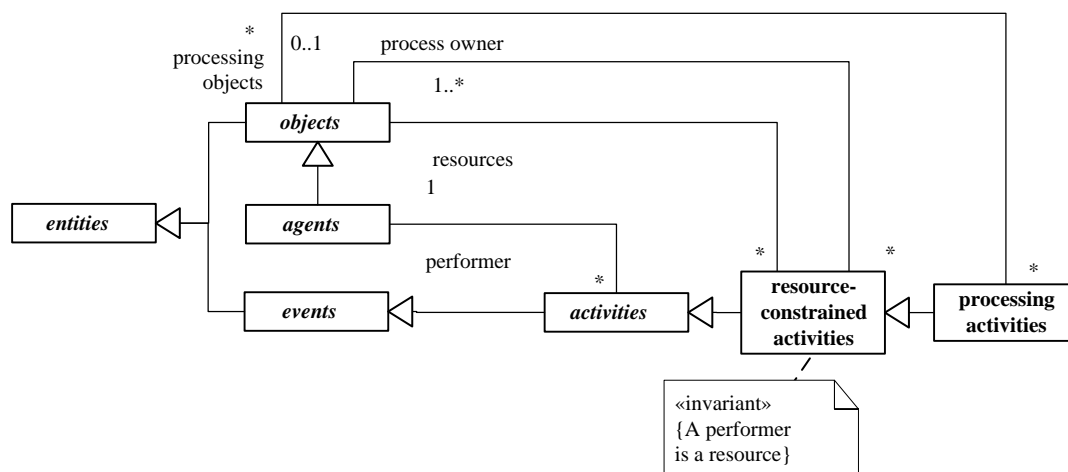 *
processing
objects
0..1
process owner
1..*
objects
resources
1
entities
agents
performer
*
*
*
*
events
activities
resource-
constrained
activities
processing
activities
«invariant»
{A performer
is a resource}